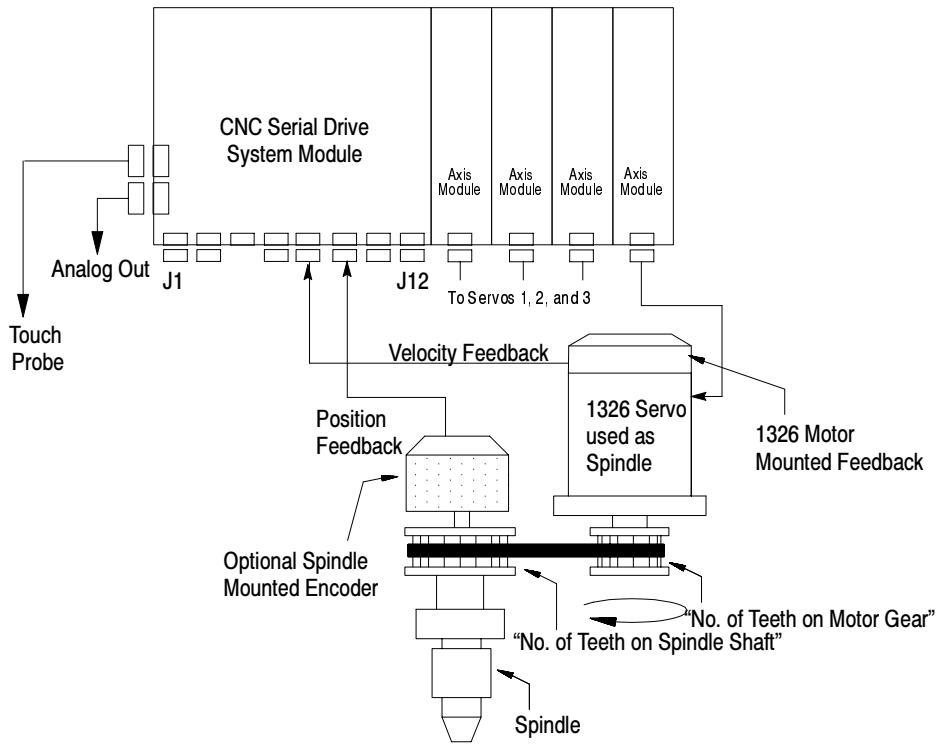 CNC Serial Drive
System Module
Axis
Module
Axis
Module
Axis
Module
Axis
Module
Analog Out
J1
J12
To Servos 1, 2, and 3
Touch
Probe
Velocity Feedback
Position
Feedback
1326 Servo
used as
Spindle
1326 Motor
Mounted Feedback
Optional Spindle
Mounted Encoder
“No. of Teeth on Motor Gear”
“No. of Teeth on Spindle Shaft”
Spindle